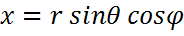 x = r sinθ cosφ